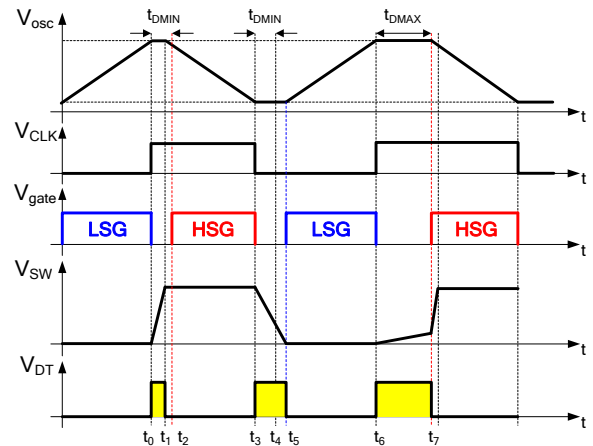 tDMIN tDMIN tDMAX
Vosc
t
VCLK
t
Vgate
LSG HSG LSG HSG
t
VSW
t
VDT
t
t0 t1 t2 t3 t4 t5 t6 t7